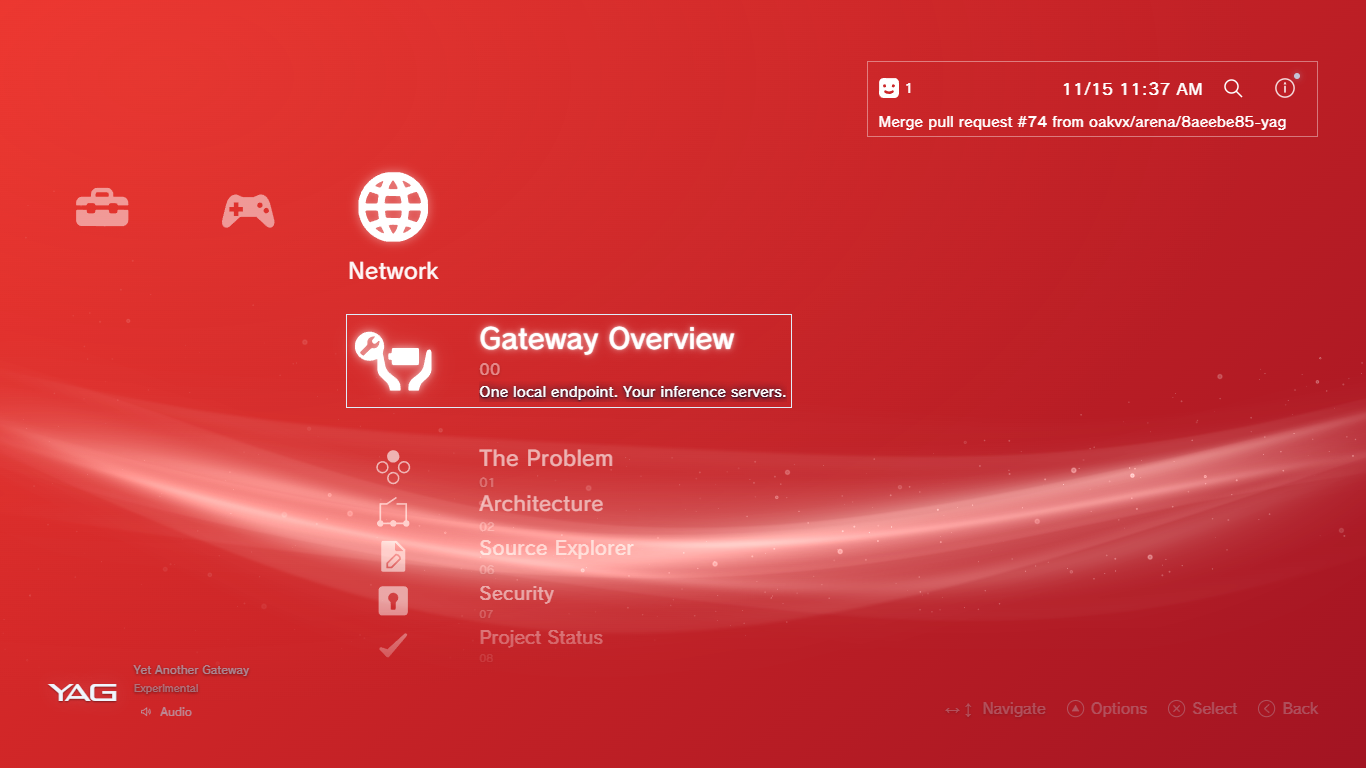 1
11/15 11:37 AM
Merge pull request #74 from oakvx/arena/8aeebe85-yag
Network
Gateway Overview
00
One local endpoint. Your inference servers.
The Problem
01
Architecture
02
Source Explorer
06
Security
07
Project Status
08
YAG
Yet Another Gateway
Experimental
Audio
Navigate
Options
Select
Back